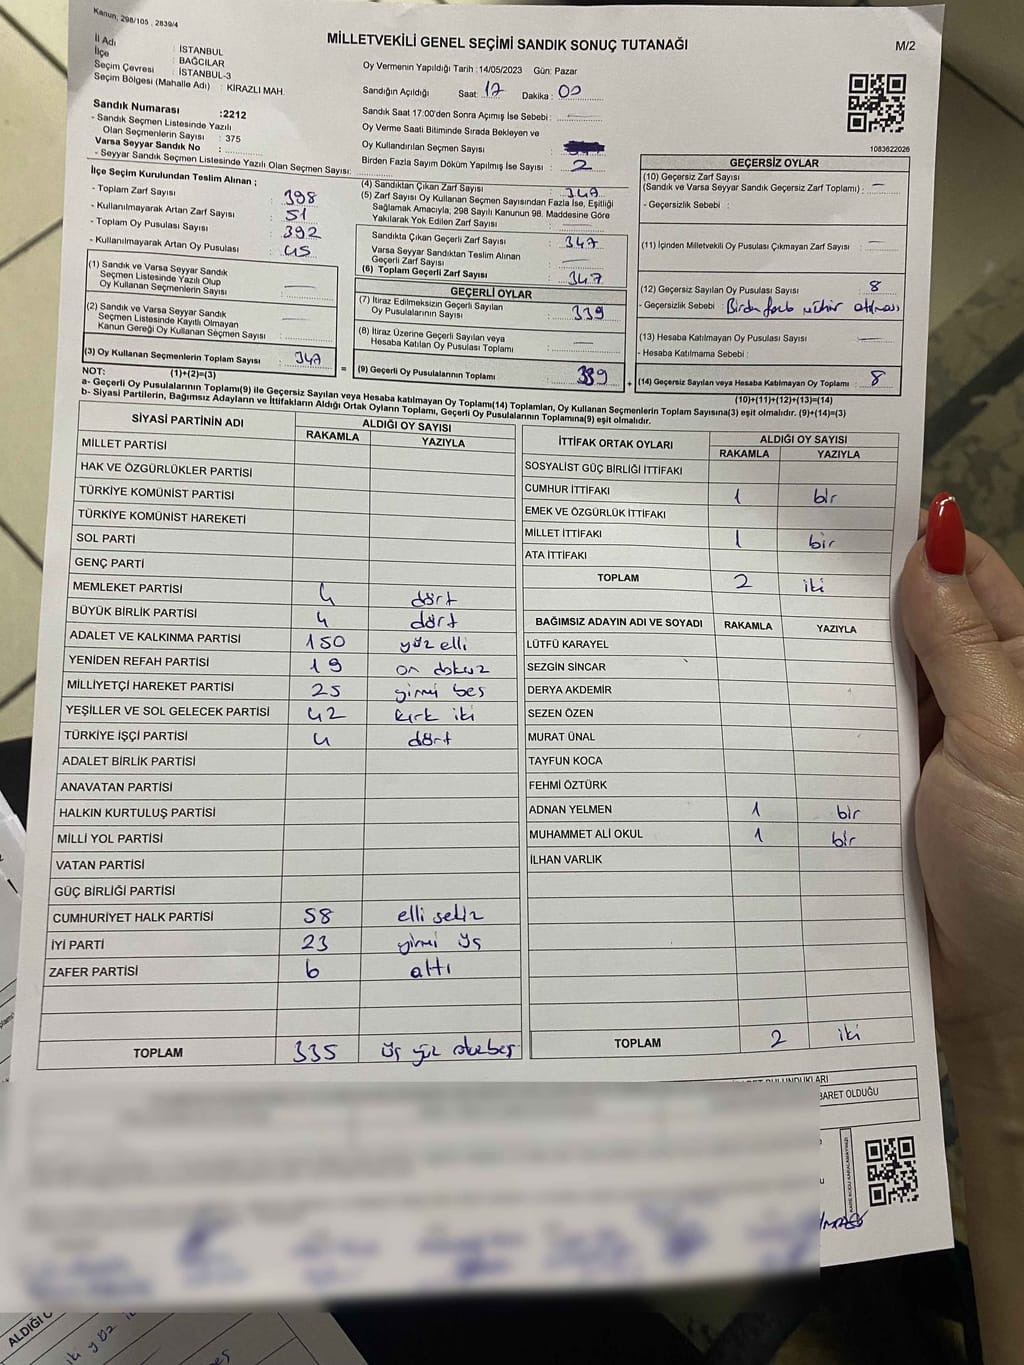 Kanun, 298/105 , 2839/4
MİLLETVEKİLİ GENEL SEÇİMİ SANDIK SONUÇ TUTANAĞI
M/2
İl Adı : İSTANBUL
İlçe : BAĞCILAR
Seçim Çevresi : İSTANBUL-3
Seçim Bölgesi (Mahalle Adı) : KİRAZLI MAH.
Sandık Numarası :2212
- Sandık Seçmen Listesinde Yazılı
Olan Seçmenlerin Sayısı : 375
Varsa Seyyar Sandık No :
- Seyyar Sandık Seçmen Listesinde Yazılı Olan Seçmen Sayısı:
Oy Vermenin Yapıldığı Tarih :14/05/2023 Gün: Pazar
Sandığın Açıldığı Saat: 17 Dakika : 00
Sandık Saat 17:00'den Sonra Açımış İse Sebebi :
Oy Verme Saati Bitiminde Sırada Bekleyen ve
Oy Kullandırılan Seçmen Sayısı
Birden Fazla Sayım Döküm Yapılmış İse Sayısı : 2
1083622026
İlçe Seçim Kurulundan Teslim Alınan ;
- Toplam Zarf Sayısı : 398
- Kullanılmayarak Artan Zarf Sayısı : 51
- Toplam Oy Pusulası Sayısı : 392
- Kullanılmayarak Artan Oy Pusulası : 45
(1) Sandık ve Varsa Seyyar Sandık
Seçmen Listesinde Yazılı Olup
Oy Kullanan Seçmenlerin Sayısı :
(2) Sandık ve Varsa Seyyar Sandık
Seçmen Listesinde Kayıtlı Olmayan
Kanun Gereği Oy Kullanan Seçmen Sayısı :
(3) Oy Kullanan Seçmenlerin Toplam Sayısı : 347
(1)+(2)=(3)
(4) Sandıktan Çıkan Zarf Sayısı : 347
(5) Zarf Sayısı Oy Kullanan Seçmen Sayısından Fazla İse, Eşitliği
Sağlamak Amacıyla, 298 Sayılı Kanunun 98. Maddesine Göre
Yakılarak Yok Edilen Zarf Sayısı :
Sandıkta Çıkan Geçerli Zarf Sayısı : 347
Varsa Seyyar Sandıktan Teslim Alınan
Geçerli Zarf Sayısı :
(6) Toplam Geçerli Zarf Sayısı : 347
GEÇERLİ OYLAR
(7) İtiraz Edilmeksizin Geçerli Sayılan
Oy Pusulalarının Sayısı : 339
(8) İtiraz Üzerine Geçerli Sayılan veya
Hesaba Katılan Oy Pusulası Toplamı :
= (9) Geçerli Oy Pusulalarının Toplamı : 339 +
GEÇERSİZ OYLAR
(10) Geçersiz Zarf Sayısı
(Sandık ve Varsa Seyyar Sandık Geçersiz Zarf Toplamı) : —
- Geçersizlik Sebebi :
(11) İçinden Milletvekili Oy Pusulası Çıkmayan Zarf Sayısı : —
(12) Geçersiz Sayılan Oy Pusulası Sayısı : 8
- Geçersizlik Sebebi : Birden fazla mühür atılması
(13) Hesaba Katılmayan Oy Pusulası Sayısı : —
- Hesaba Katılmama Sebebi :
(14) Geçersiz Sayılan veya Hesaba Katılmayan Oy Toplamı : 8
(10)+(11)+(12)+(13)=(14)
NOT:
a- Geçerli Oy Pusulalarının Toplamı(9) ile Geçersiz Sayılan veya Hesaba Katılmayan Oy Toplamı(14) Toplamları, Oy Kullanan Seçmenlerin Toplam Sayısına(3) eşit olmalıdır. (9)+(14)=(3)
b- Siyasi Partilerin, Bağımsız Adayların ve İttifakların Aldığı Ortak Oyların Toplamı, Geçerli Oy Pusulalarının Toplamına(9) eşit olmalıdır.
SİYASİ PARTİNİN ADI ALDIĞI OY SAYISI
RAKAMLA YAZIYLA
MİLLET PARTİSİ
HAK VE ÖZGÜRLÜKLER PARTİSİ
TÜRKİYE KOMÜNİST PARTİSİ
TÜRKİYE KOMÜNİST HAREKETİ
SOL PARTİ
GENÇ PARTİ
MEMLEKET PARTİSİ 4 dört
BÜYÜK BİRLİK PARTİSİ 4 dört
ADALET VE KALKINMA PARTİSİ 150 yüz elli
YENİDEN REFAH PARTİSİ 19 on dokuz
MİLLİYETÇİ HAREKET PARTİSİ 25 yirmi beş
YEŞİLLER VE SOL GELECEK PARTİSİ 42 kırk iki
TÜRKİYE İŞÇİ PARTİSİ 4 dört
ADALET BİRLİK PARTİSİ
ANAVATAN PARTİSİ
HALKIN KURTULUŞ PARTİSİ
MİLLİ YOL PARTİSİ
VATAN PARTİSİ
GÜÇ BİRLİĞİ PARTİSİ
CUMHURİYET HALK PARTİSİ 58 elli sekiz
İYİ PARTİ 23 yirmi üç
ZAFER PARTİSİ 6 altı
TOPLAM 335 üç yüz otuzbeş
İTTİFAK ORTAK OYLARI ALDIĞI OY SAYISI
RAKAMLA YAZIYLA
SOSYALİST GÜÇ BİRLİĞİ İTTİFAKI
CUMHUR İTTİFAKI 1 bir
EMEK VE ÖZGÜRLÜK İTTİFAKI
MİLLET İTTİFAKI 1 bir
ATA İTTİFAKI
TOPLAM 2 iki
BAĞIMSIZ ADAYIN ADI VE SOYADI RAKAMLA YAZIYLA
LÜTFÜ KARAYEL
SEZGİN SİNCAR
DERYA AKDEMİR
SEZEN ÖZEN
MURAT ÜNAL
TAYFUN KOCA
FEHMİ ÖZTÜRK
ADNAN YELMEN 1 bir
MUHAMMET ALİ OKUL 1 bir
İLHAN VARLIK
TOPLAM 2 iki
BARET OLDUĞU
ALDIĞI